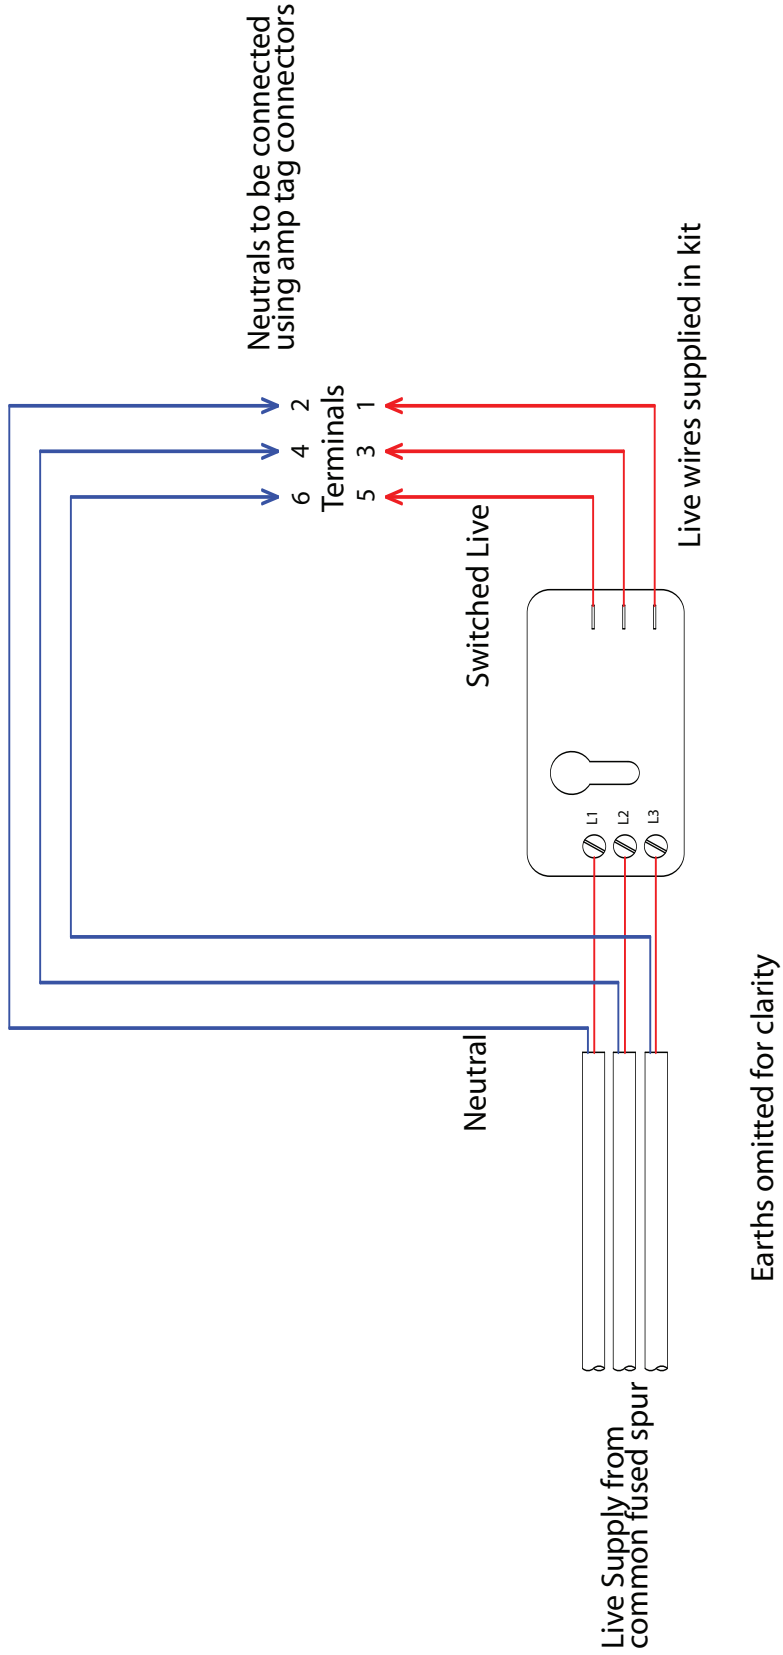 Neutrals to be connected
using amp tag connectors
2
4
6
Terminals
1
3
5
Switched Live
Live wires supplied in kit
L1
L2
L3
Neutral
Live Supply from
common fused spur
Earths omitted for clarity